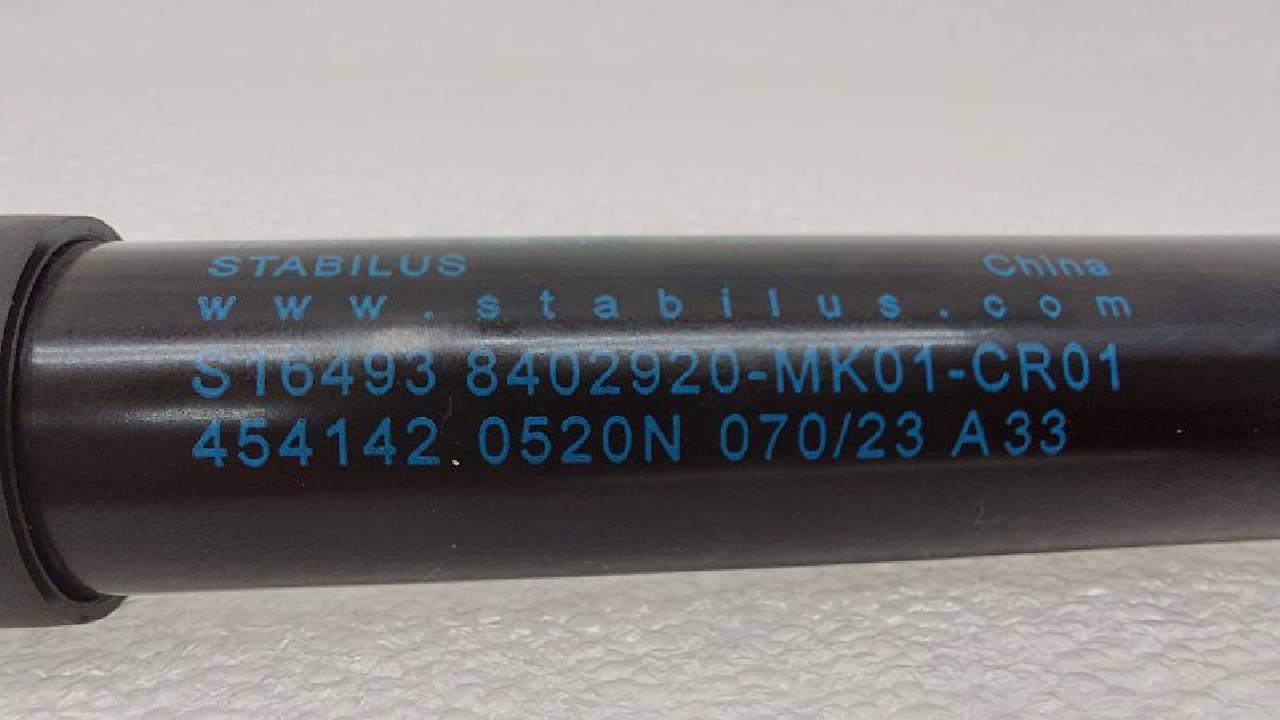 STABILUS China
www.stabilus.com
S16493 8402920-MK01-CR01
454142 0520N 070/23 A33